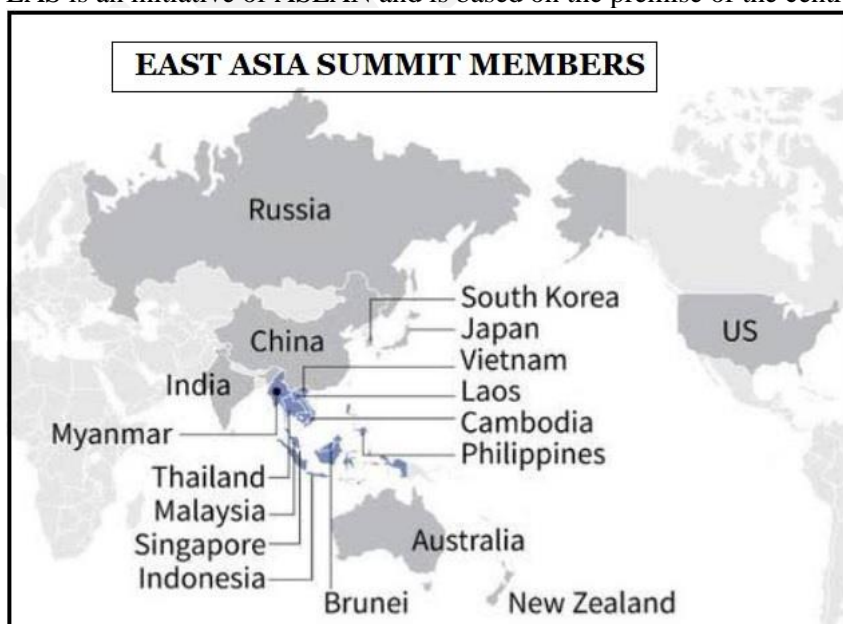 EAS is an initiative of ASEAN and is based on the premise of the centr
EAST ASIA SUMMIT MEMBERS
Russia
South Korea
Japan
China
US
Vietnam
India
Laos
Cambodia
Myanmar
Philippines
Thailand
Malaysia
Singapore
Australia
Indonesia
Brunei
New Zealand